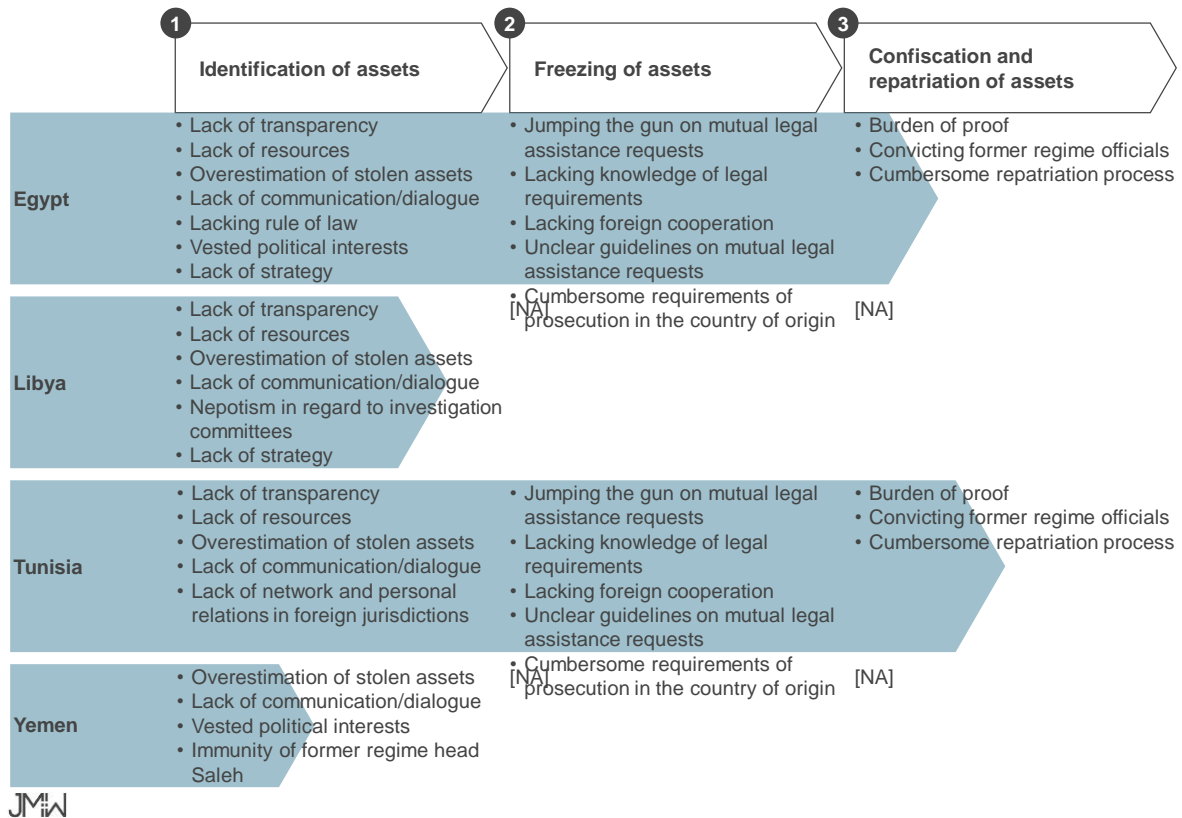 1
2
3
Identification of assets
Freezing of assets
Confiscation and
repatriation of assets
Egypt
• Lack of transparency
• Lack of resources
• Overestimation of stolen assets
• Lack of communication/dialogue
• Lacking rule of law
• Vested political interests
• Lack of strategy
• Jumping the gun on mutual legal
assistance requests
• Lacking knowledge of legal
requirements
• Lacking foreign cooperation
• Unclear guidelines on mutual legal
assistance requests
• Cumbersome requirements of
prosecution in the country of origin
• Burden of proof
• Convicting former regime officials
• Cumbersome repatriation process
Libya
• Lack of transparency
• Lack of resources
• Overestimation of stolen assets
• Lack of communication/dialogue
• Nepotism in regard to investigation
committees
• Lack of strategy
[NA]
[NA]
Tunisia
• Lack of transparency
• Lack of resources
• Overestimation of stolen assets
• Lack of communication/dialogue
• Lack of network and personal
relations in foreign jurisdictions
• Jumping the gun on mutual legal
assistance requests
• Lacking knowledge of legal
requirements
• Lacking foreign cooperation
• Unclear guidelines on mutual legal
assistance requests
• Cumbersome requirements of
prosecution in the country of origin
• Burden of proof
• Convicting former regime officials
• Cumbersome repatriation process
Yemen
• Overestimation of stolen assets
• Lack of communication/dialogue
• Vested political interests
• Immunity of former regime head
Saleh
[NA]
[NA]